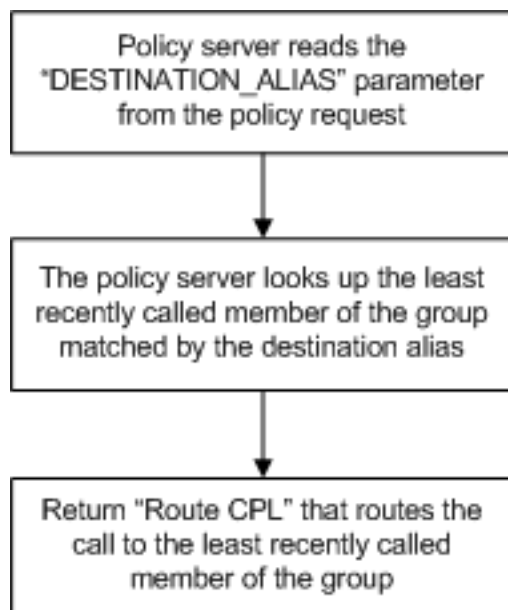 Policy server reads the
"DESTINATION_ALIAS" parameter
from the policy request
The policy server looks up the least
recently called member of the group
matched by the destination alias
Return "Route CPL" that routes the
call to the least recently called
member of the group